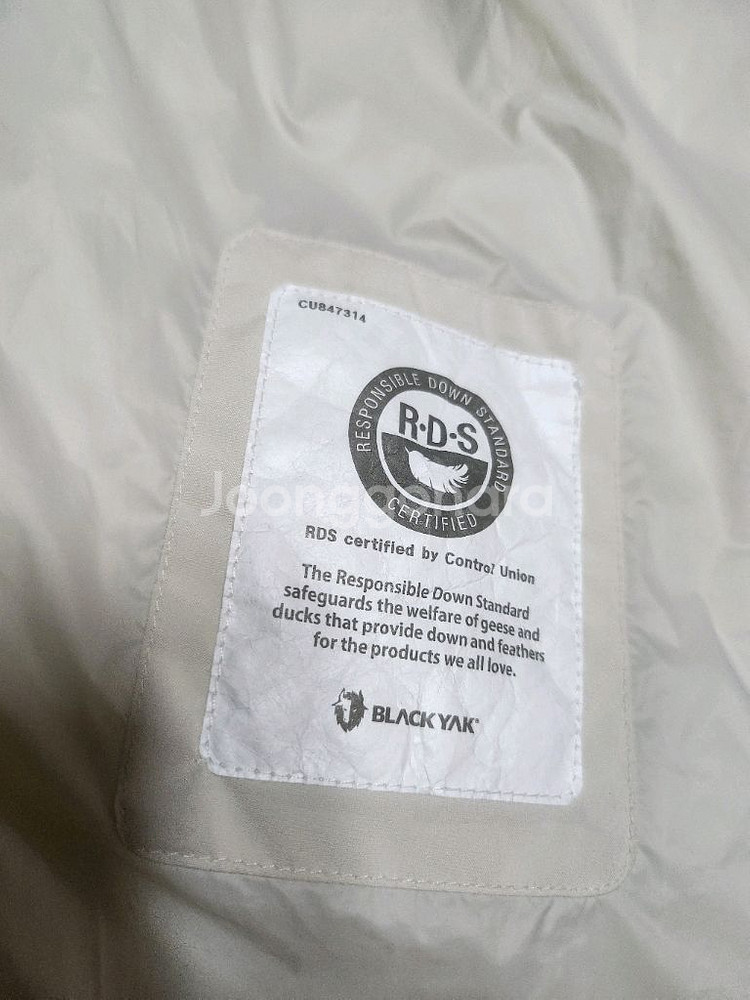 CU847314
RESPONSIBLE DOWN STANDARD
R·D·S
CERTIFIED
RDS certified by Control Union
The Responsible Down Standard
safeguards the welfare of geese and
ducks that provide down and feathers
for the products we all love.
BLACKYAK®
Joonggonara